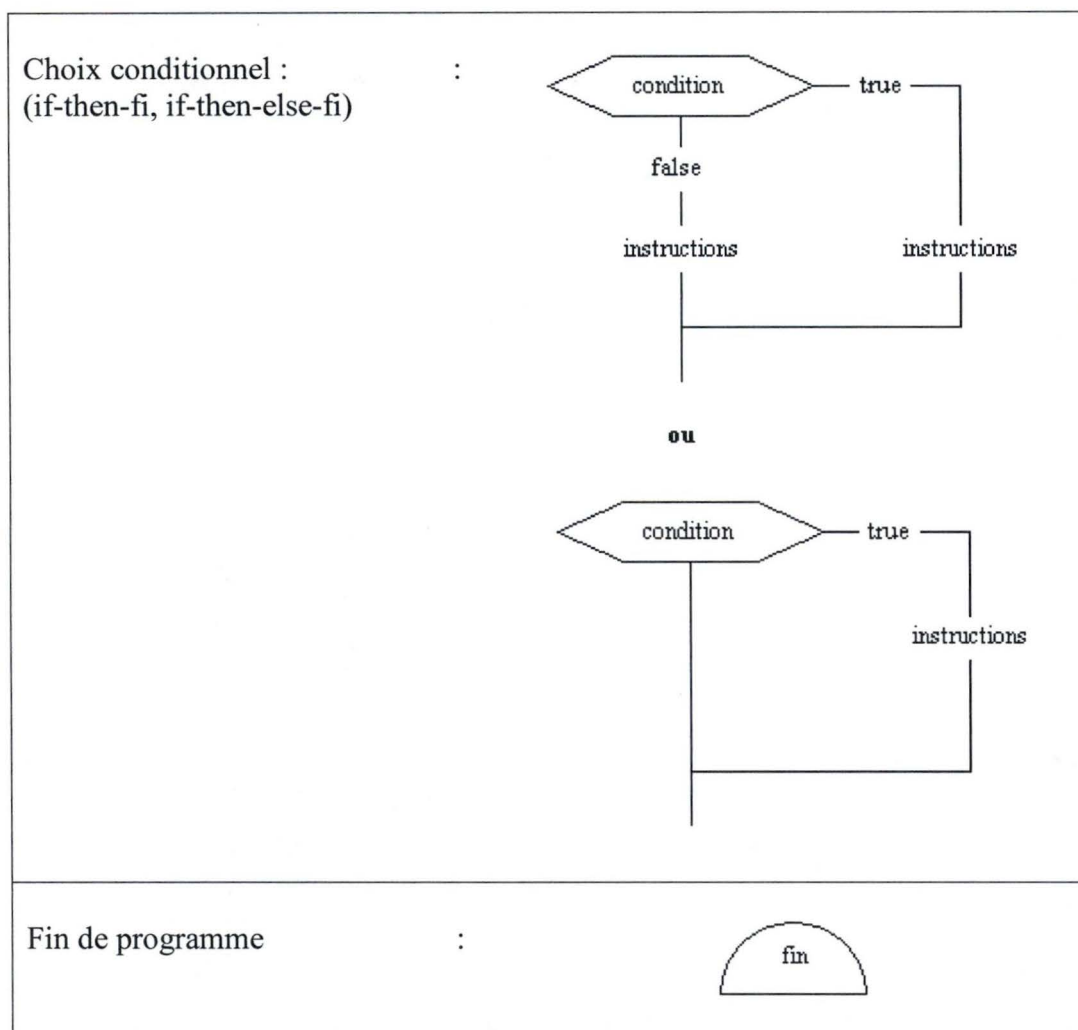 Choix conditionnel : :
(if-then-fi, if-then-else-fi)
condition true
false
instructions instructions
ou
condition true
instructions
Fin de programme :
fin